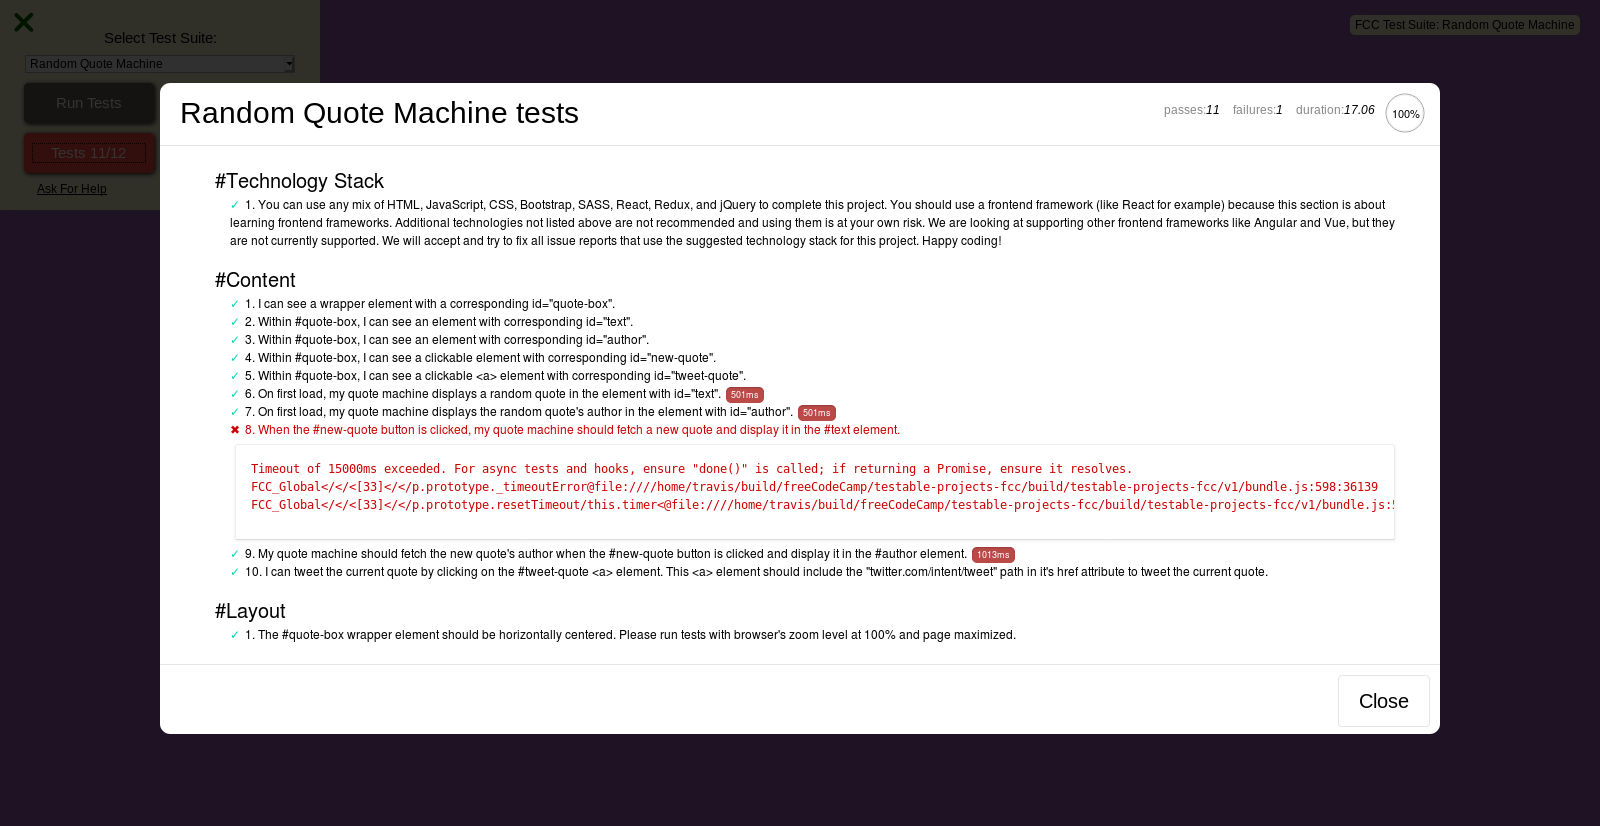 Select Test Suite:
Random Quote Machine
Run Tests
Tests 11/12
Ask For Help
FCC Test Suite: Random Quote Machine
Random Quote Machine tests
passes:11 failures:1 duration:17.06 100%
#Technology Stack
✓ 1. You can use any mix of HTML, JavaScript, CSS, Bootstrap, SASS, React, Redux, and jQuery to complete this project. You should use a frontend framework (like React for example) because this section is about
learning frontend frameworks. Additional technologies not listed above are not recommended and using them is at your own risk. We are looking at supporting other frontend frameworks like Angular and Vue, but they
are not currently supported. We will accept and try to fix all issue reports that use the suggested technology stack for this project. Happy coding!
#Content
✓ 1. I can see a wrapper element with a corresponding id="quote-box".
✓ 2. Within #quote-box, I can see an element with corresponding id="text".
✓ 3. Within #quote-box, I can see an element with corresponding id="author".
✓ 4. Within #quote-box, I can see a clickable element with corresponding id="new-quote".
✓ 5. Within #quote-box, I can see a clickable <a> element with corresponding id="tweet-quote".
✓ 6. On first load, my quote machine displays a random quote in the element with id="text". 501ms
✓ 7. On first load, my quote machine displays the random quote's author in the element with id="author". 501ms
✖ 8. When the #new-quote button is clicked, my quote machine should fetch a new quote and display it in the #text element.
Timeout of 15000ms exceeded. For async tests and hooks, ensure "done()" is called; if returning a Promise, ensure it resolves.
FCC_Global</</<[33]</</p.prototype._timeoutError@file:////home/travis/build/freeCodeCamp/testable-projects-fcc/build/testable-projects-fcc/v1/bundle.js:598:36139
FCC_Global</</<[33]</</p.prototype.resetTimeout/this.timer<@file:////home/travis/build/freeCodeCamp/testable-projects-fcc/build/testable-projects-fcc/v1/bundle.js:
✓ 9. My quote machine should fetch the new quote's author when the #new-quote button is clicked and display it in the #author element. 1013ms
✓ 10. I can tweet the current quote by clicking on the #tweet-quote <a> element. This <a> element should include the "twitter.com/intent/tweet" path in it's href attribute to tweet the current quote.
#Layout
✓ 1. The #quote-box wrapper element should be horizontally centered. Please run tests with browser's zoom level at 100% and page maximized.
Close